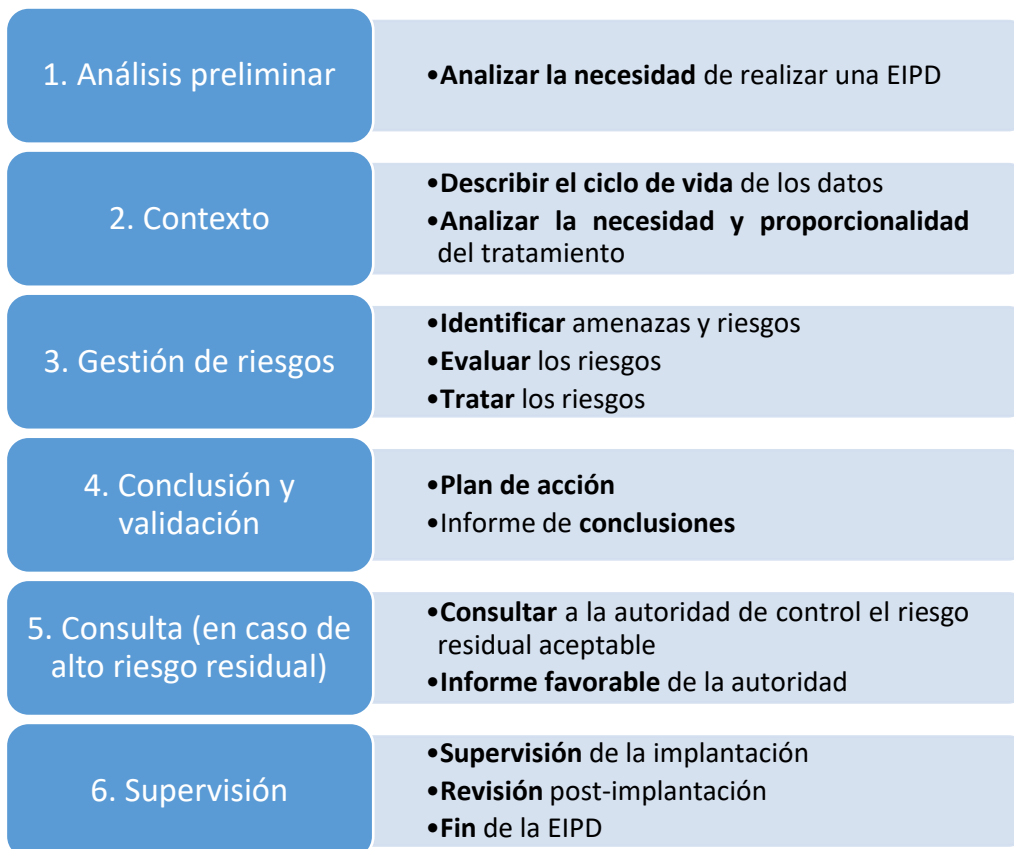 1. Análisis preliminar
•Analizar la necesidad de realizar una EIPD
2. Contexto
•Describir el ciclo de vida de los datos
•Analizar la necesidad y proporcionalidad
del tratamiento
3. Gestión de riesgos
•Identificar amenazas y riesgos
•Evaluar los riesgos
•Tratar los riesgos
4. Conclusión y
validación
•Plan de acción
•Informe de conclusiones
5. Consulta (en caso de
alto riesgo residual)
•Consultar a la autoridad de control el riesgo
residual aceptable
•Informe favorable de la autoridad
6. Supervisión
•Supervisión de la implantación
•Revisión post-implantación
•Fin de la EIPD